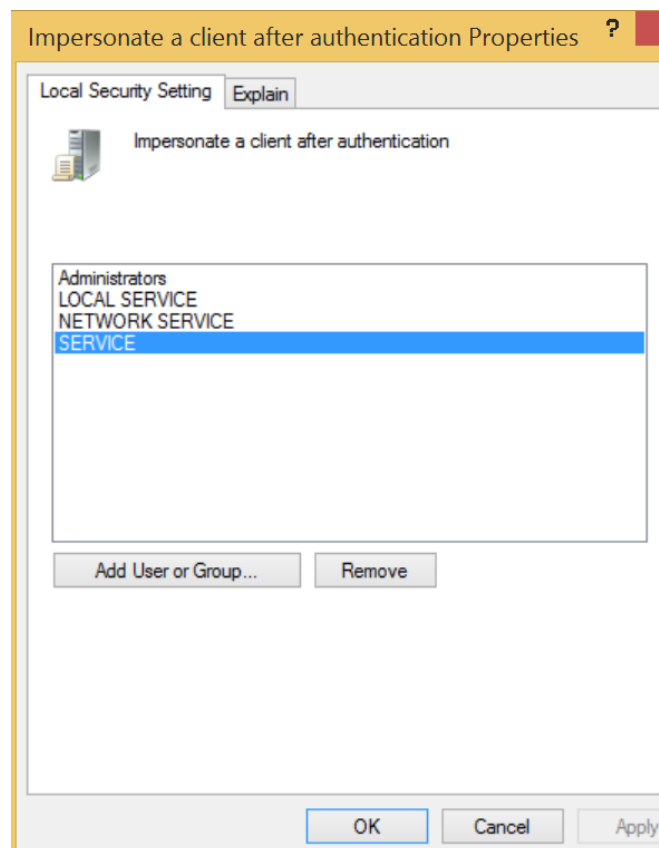 Impersonate a client after authentication Properties ?
Local Security Setting Explain
Impersonate a client after authentication
Administrators
LOCAL SERVICE
NETWORK SERVICE
SERVICE
Add User or Group... Remove
OK Cancel Apply